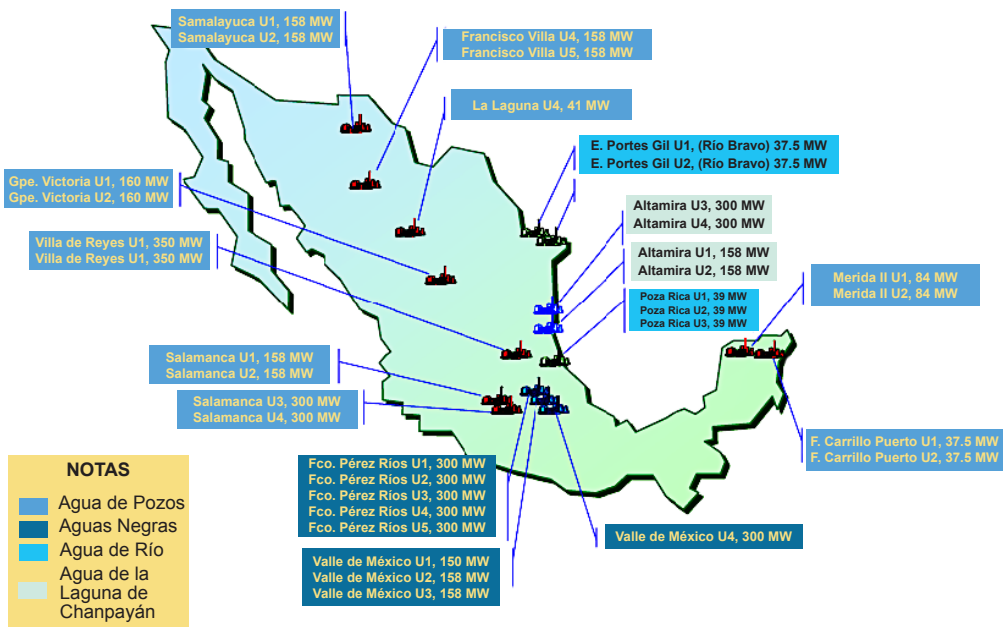 Samalayuca U1, 158 MW
Samalayuca U2, 158 MW
Francisco Villa U4, 158 MW
Francisco Villa U5, 158 MW
La Laguna U4, 41 MW
E. Portes Gil U1, (Río Bravo) 37.5 MW
E. Portes Gil U2, (Río Bravo) 37.5 MW
Gpe. Victoria U1, 160 MW
Gpe. Victoria U2, 160 MW
Altamira U3, 300 MW
Altamira U4, 300 MW
Villa de Reyes U1, 350 MW
Villa de Reyes U1, 350 MW
Altamira U1, 158 MW
Altamira U2, 158 MW
Merida II U1, 84 MW
Merida II U2, 84 MW
Poza Rica U1, 39 MW
Poza Rica U2, 39 MW
Poza Rica U3, 39 MW
Salamanca U1, 158 MW
Salamanca U2, 158 MW
Salamanca U3, 300 MW
Salamanca U4, 300 MW
F. Carrillo Puerto U1, 37.5 MW
F. Carrillo Puerto U2, 37.5 MW
Fco. Pérez Ríos U1, 300 MW
Fco. Pérez Ríos U2, 300 MW
Fco. Pérez Ríos U3, 300 MW
Fco. Pérez Ríos U4, 300 MW
Fco. Pérez Ríos U5, 300 MW
Valle de México U4, 300 MW
Valle de México U1, 150 MW
Valle de México U2, 158 MW
Valle de México U3, 158 MW
NOTAS
Agua de Pozos
Aguas Negras
Agua de Río
Agua de la
Laguna de
Chanpayán